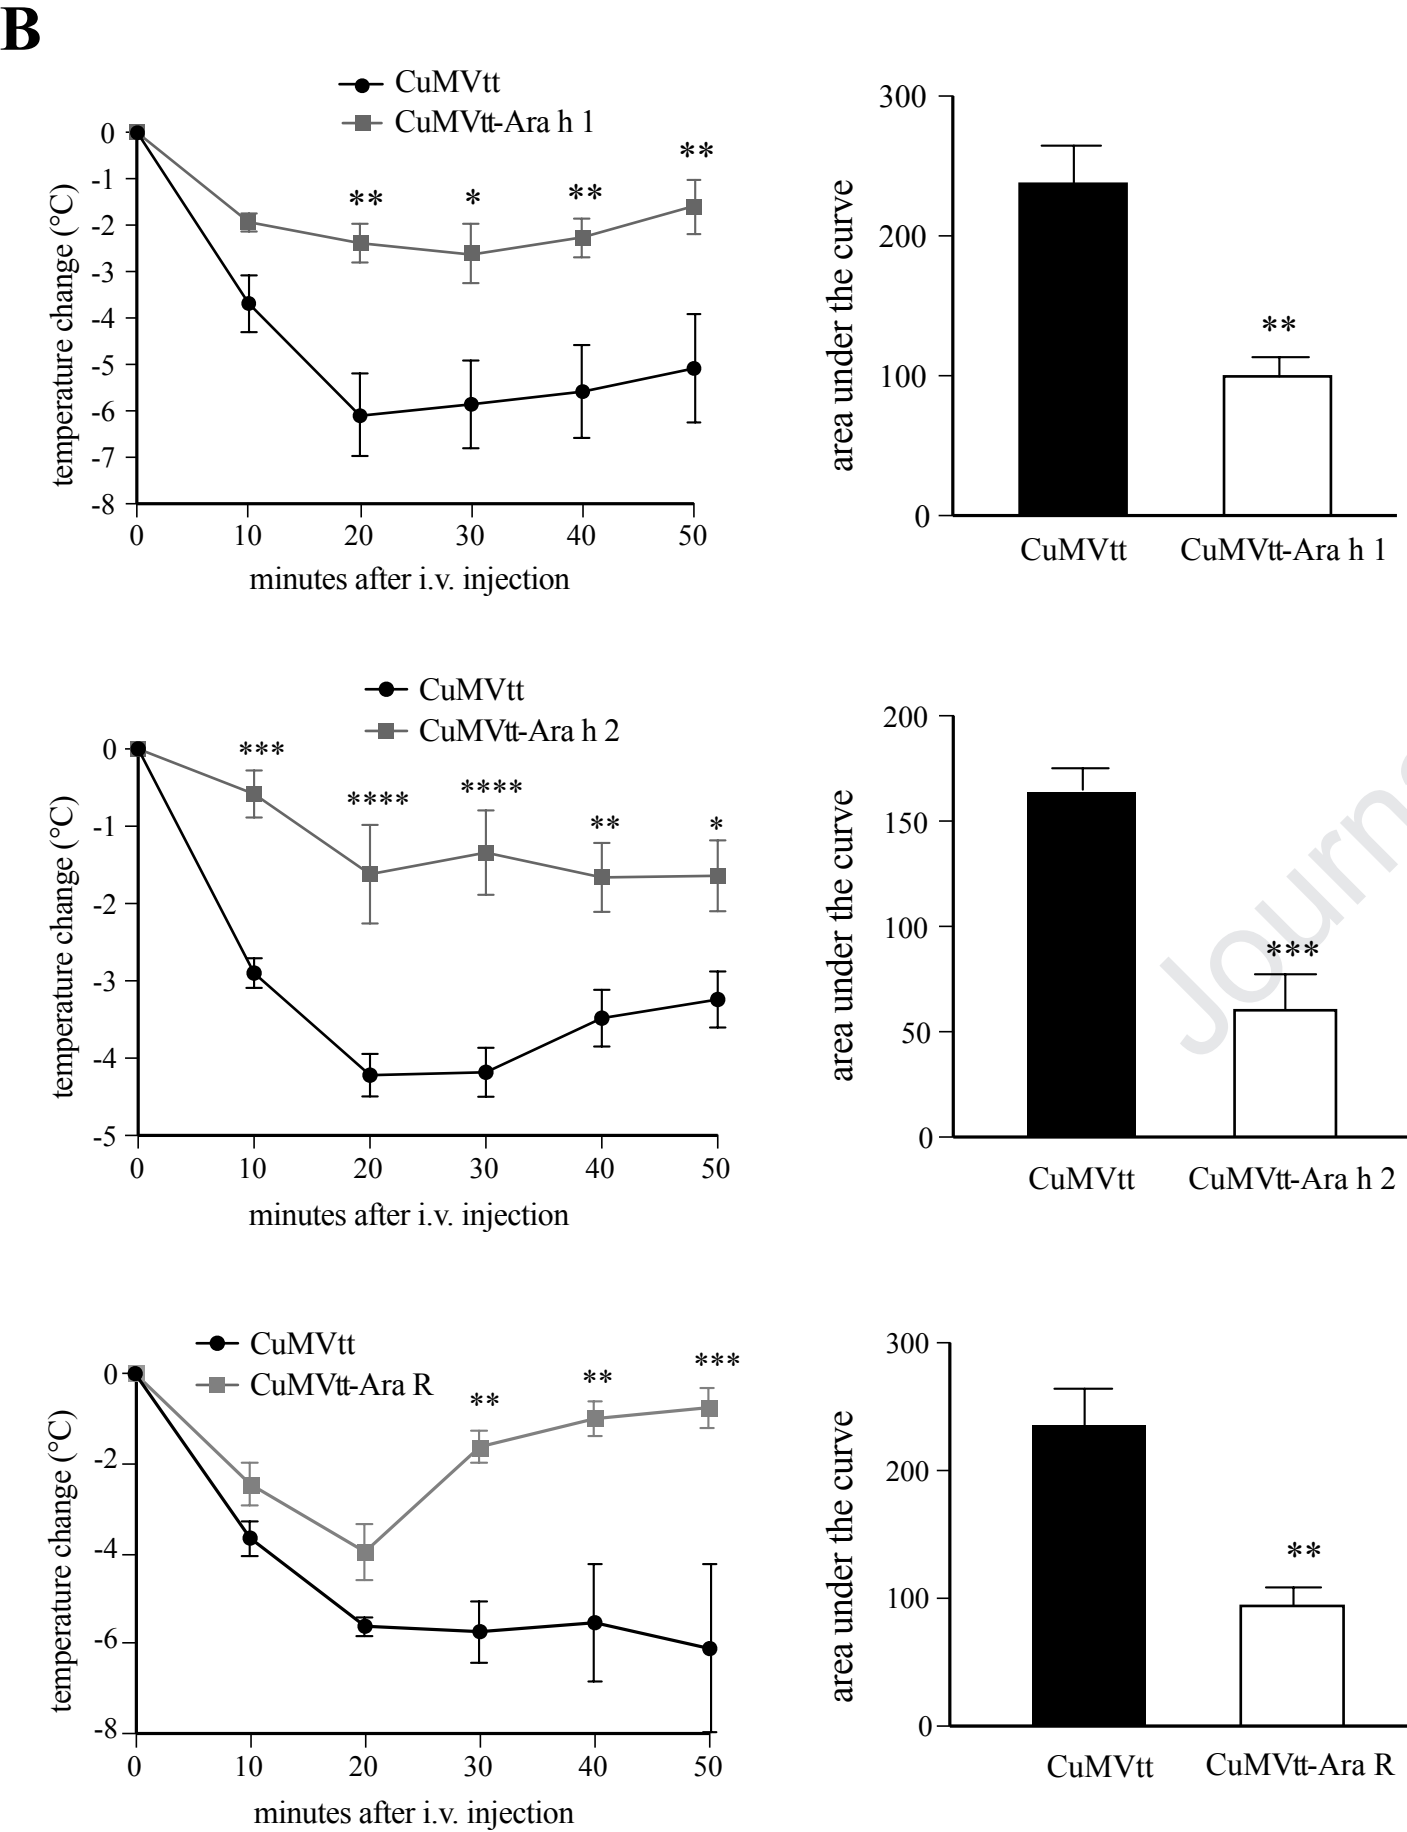 B
CuMVtt
CuMVtt-Ara h 1
temperature change (°C)
0
-1
-2
-3
-4
-5
-6
-7
-8
** * ** **
0 10 20 30 40 50
minutes after i.v. injection
area under the curve
300
200
100
0
**
CuMVtt CuMVtt-Ara h 1
CuMVtt
CuMVtt-Ara h 2
temperature change (°C)
0
-1
-2
-3
-4
-5
*** **** **** ** *
0 10 20 30 40 50
minutes after i.v. injection
area under the curve
200
150
100
50
0
***
CuMVtt CuMVtt-Ara h 2
CuMVtt
CuMVtt-Ara R
temperature change (°C)
0
-2
-4
-6
-8
** ** ***
0 10 20 30 40 50
minutes after i.v. injection
area under the curve
300
200
100
0
**
CuMVtt CuMVtt-Ara R